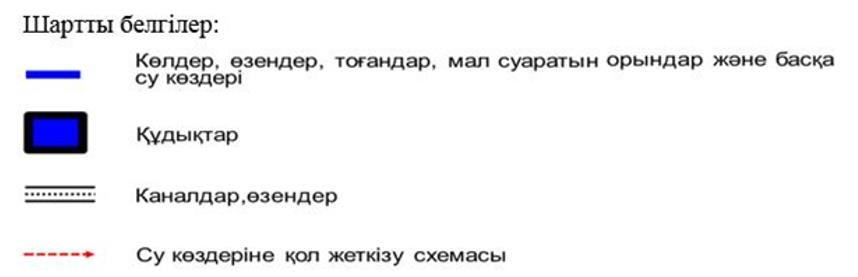 Шартты белгілер:
Көлдер, өзендер, тоғандар, мал суаратын орындар және басқа
су көздері
Құдықтар
Каналдар,өзендер
Су көздеріне қол жеткізу схемасы